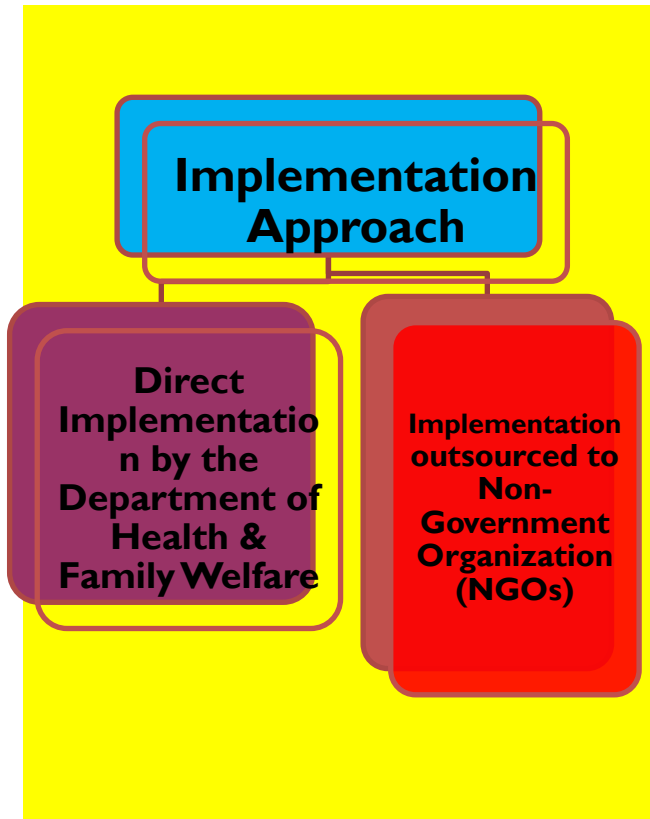 Implementation
Approach
Direct
Implementatio
n by the
Department of
Health &
Family Welfare
Implementation
outsourced to
Non-
Government
Organization
(NGOs)